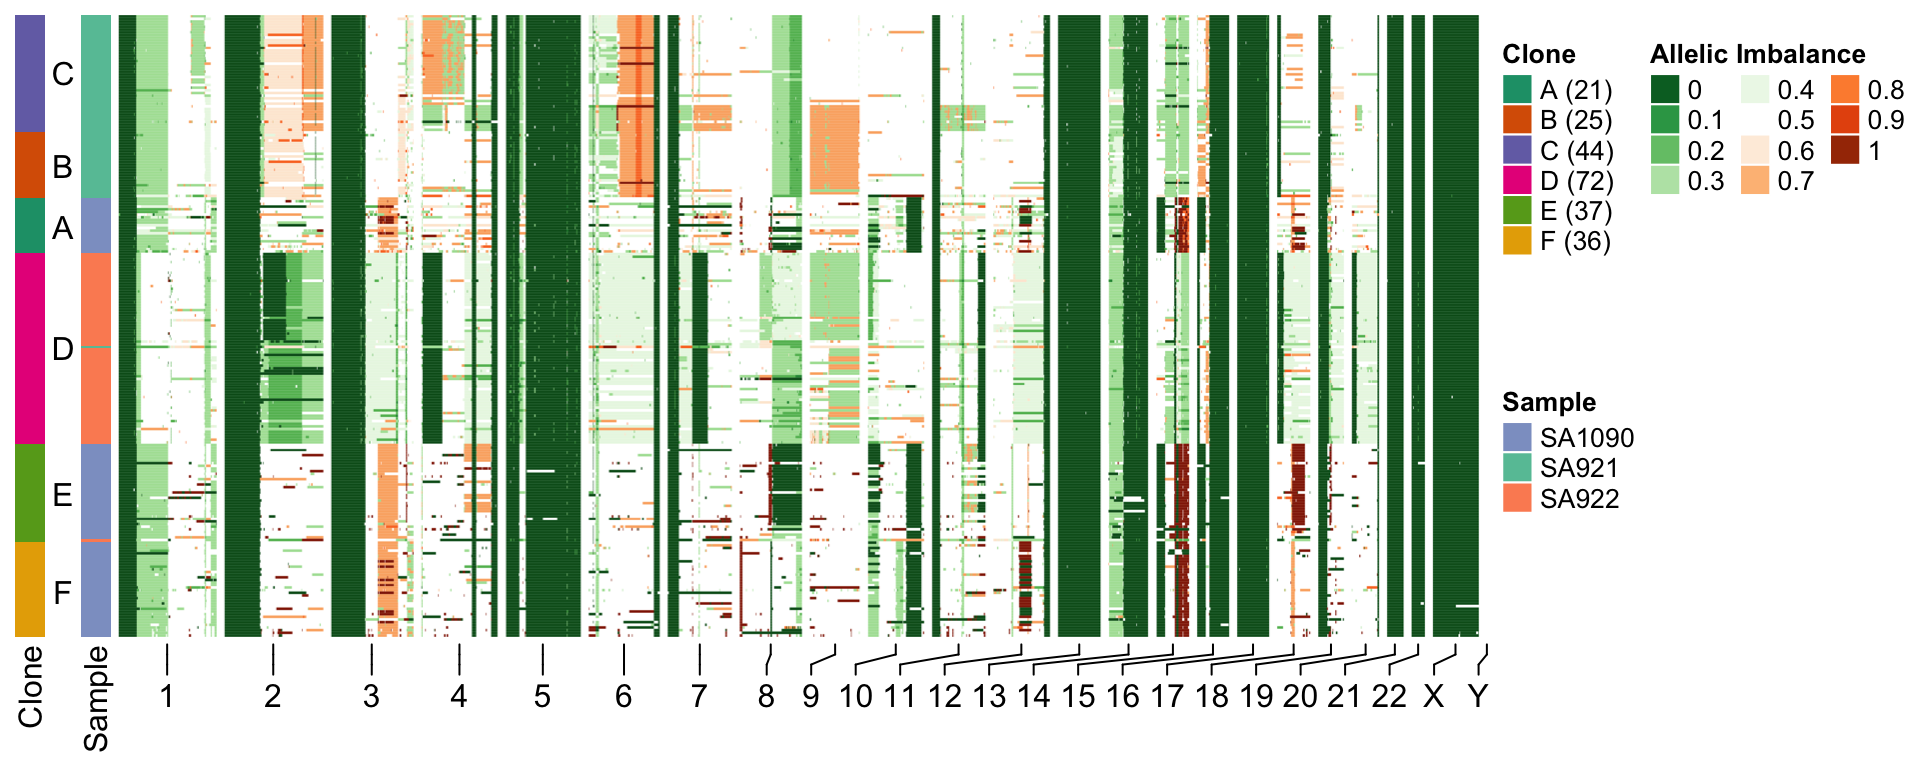 C
B
A
D
E
F
Clone
Sample
1
2
3
4
5
6
7
8
9
10
11
12
13
14
15
16
17
18
19
20
21
22
X
Y
Clone
A (21)
B (25)
C (44)
D (72)
E (37)
F (36)
Allelic Imbalance
0
0.1
0.2
0.3
0.4
0.5
0.6
0.7
0.8
0.9
1
Sample
SA1090
SA921
SA922